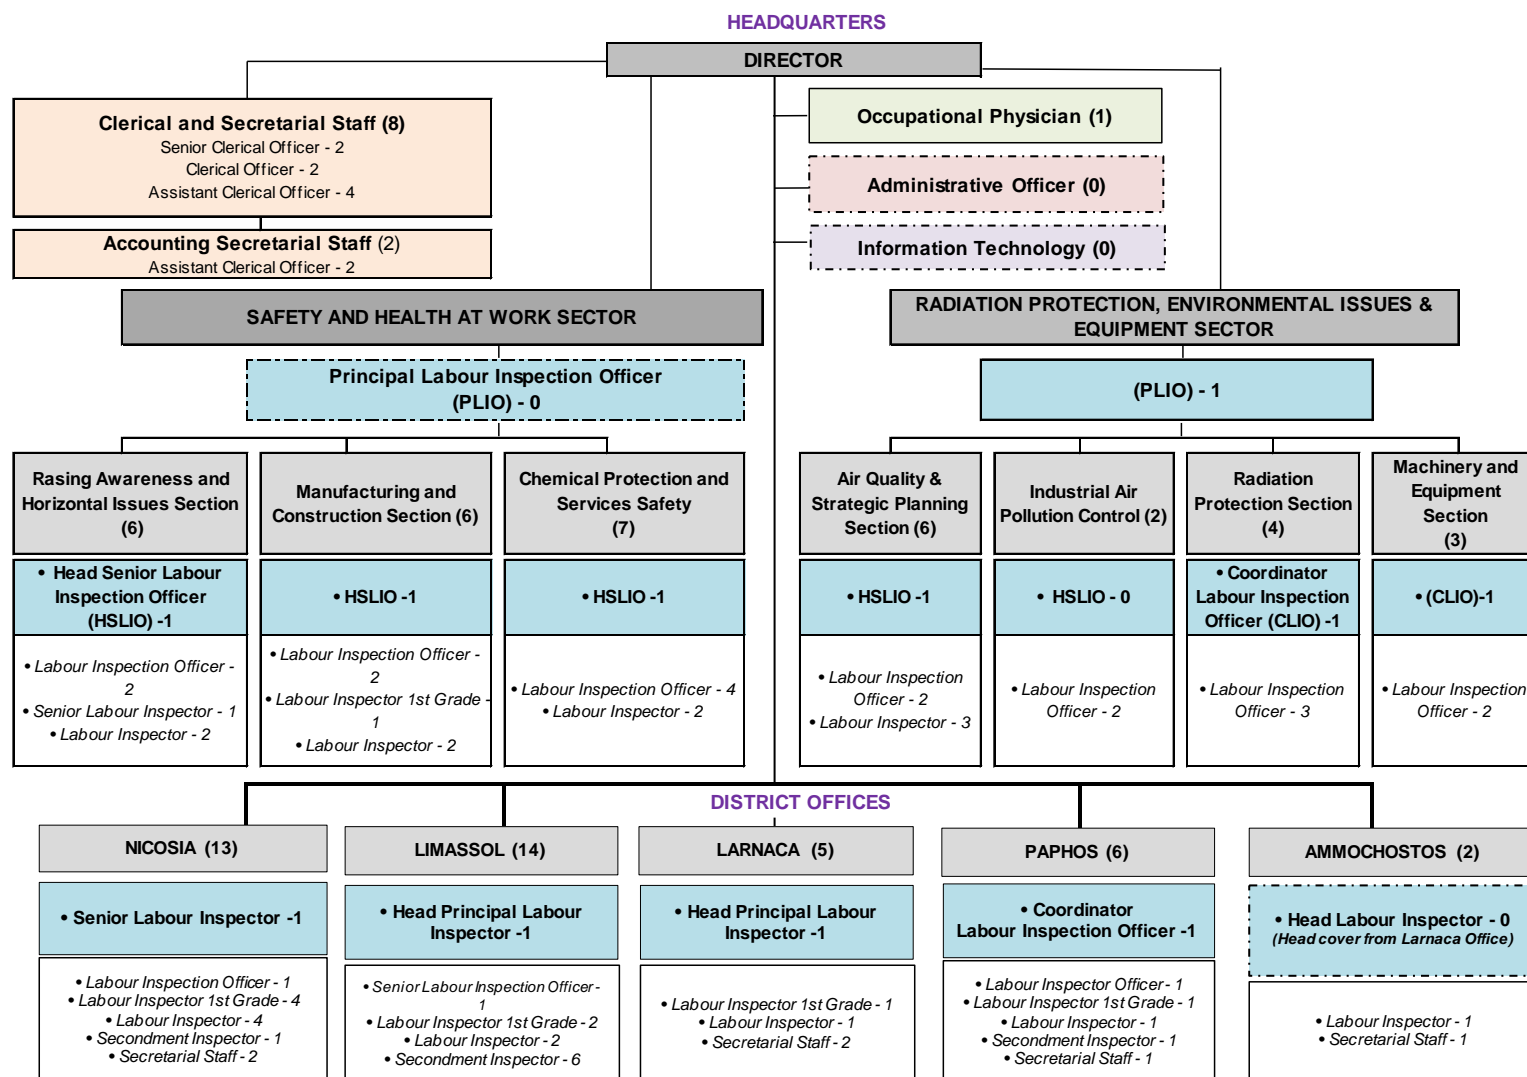 HEADQUARTERS
DIRECTOR
Clerical and Secretarial Staff (8)
Senior Clerical Officer - 2
Clerical Officer - 2
Assistant Clerical Officer - 4
Accounting Secretarial Staff (2)
Assistant Clerical Officer - 2
Occupational Physician (1)
Administrative Officer (0)
Information Technology (0)
SAFETY AND HEALTH AT WORK SECTOR
Principal Labour Inspection Officer
(PLIO) - 0
RADIATION PROTECTION, ENVIRONMENTAL ISSUES &
EQUIPMENT SECTOR
(PLIO) - 1
Rasing Awareness and
Horizontal Issues Section
(6)
• Head Senior Labour
Inspection Officer
(HSLIO) -1
• Labour Inspection Officer -
2
• Senior Labour Inspector - 1
• Labour Inspector - 2
Manufacturing and
Construction Section (6)
• HSLIO -1
• Labour Inspection Officer -
2
• Labour Inspector 1st Grade -
1
• Labour Inspector - 2
Chemical Protection and
Services Safety
(7)
• HSLIO -1
• Labour Inspection Officer - 4
• Labour Inspector - 2
Air Quality &
Strategic Planning
Section (6)
• HSLIO -1
• Labour Inspection
Officer - 2
• Labour Inspector - 3
Industrial Air
Pollution Control (2)
• HSLIO - 0
• Labour Inspection
Officer - 2
Radiation
Protection Section
(4)
• Coordinator
Labour Inspection
Officer (CLIO) -1
• Labour Inspection
Officer - 3
Machinery and
Equipment
Section
(3)
• (CLIO)-1
• Labour Inspection
Officer - 2
DISTRICT OFFICES
NICOSIA (13)
• Senior Labour Inspector -1
• Labour Inspection Officer - 1
• Labour Inspector 1st Grade - 4
• Labour Inspector - 4
• Secondment Inspector - 1
• Secretarial Staff - 2
LIMASSOL (14)
• Head Principal Labour
Inspector -1
• Senior Labour Inspection Officer -
1
• Labour Inspector 1st Grade - 2
• Labour Inspector - 2
• Secondment Inspector - 6
LARNACA (5)
• Head Principal Labour
Inspector -1
• Labour Inspector 1st Grade - 1
• Labour Inspector - 1
• Secretarial Staff - 2
PAPHOS (6)
• Coordinator
Labour Inspection Officer -1
• Labour Inspector Officer - 1
• Labour Inspector 1st Grade - 1
• Labour Inspector - 1
• Secondment Inspector - 1
• Secretarial Staff - 1
AMMOCHOSTOS (2)
• Head Labour Inspector - 0
(Head cover from Larnaca Office)
• Labour Inspector - 1
• Secretarial Staff - 1